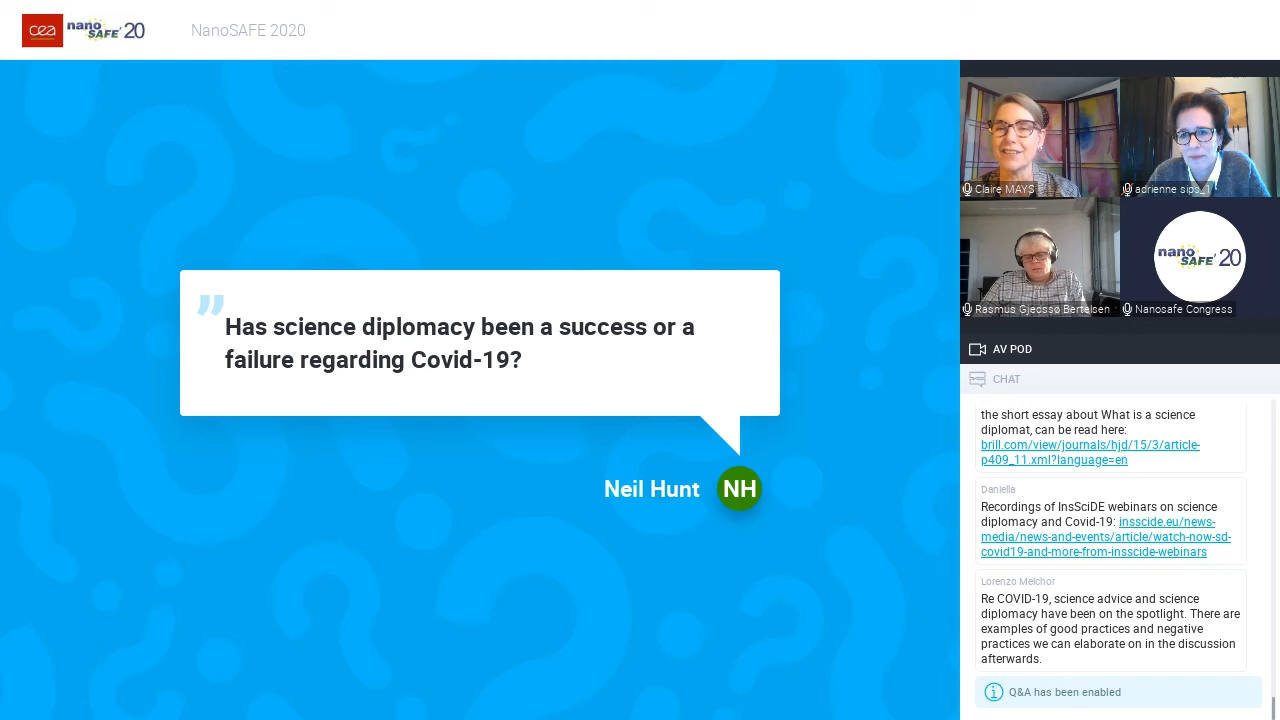 cea nano SAFE' 20 NanoSAFE 2020
Has science diplomacy been a success or a
failure regarding Covid-19?
Neil Hunt NH
Claire MAYS
adrienne sips_1
Rasmus Gjedssø Bertelsen
nano SAFE' 20
Nanosafe Congress
AV POD
CHAT
the short essay about What is a science
diplomat, can be read here:
brill.com/view/journals/hjd/15/3/article-
p409_11.xml?language=en
Daniella
Recordings of InsSciDE webinars on science
diplomacy and Covid-19: insscide.eu/news-
media/news-and-events/article/watch-now-sd-
covid19-and-more-from-insscide-webinars
Lorenzo Melchor
Re COVID-19, science advice and science
diplomacy have been on the spotlight. There are
examples of good practices and negative
practices we can elaborate on in the discussion
afterwards.
Q&A has been enabled